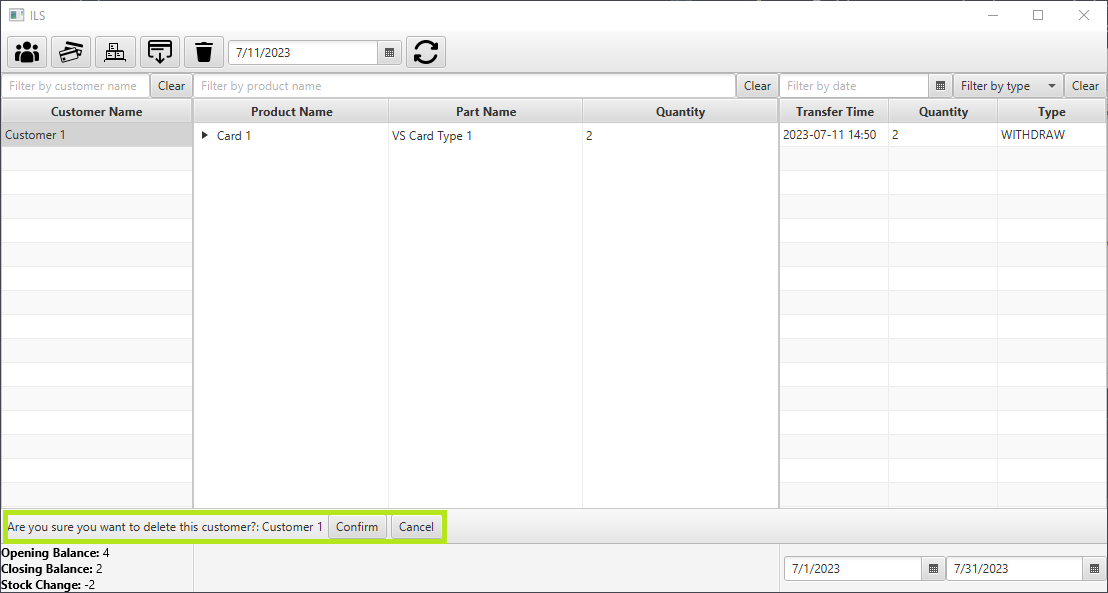 ILS
7/11/2023
Filter by customer name Clear Filter by product name Clear Filter by date Filter by type Clear
Customer Name Product Name Part Name Quantity Transfer Time Quantity Type
Customer 1 Card 1 VS Card Type 1 2 2023-07-11 14:50 2 WITHDRAW
Are you sure you want to delete this customer?: Customer 1 Confirm Cancel
Opening Balance: 4
Closing Balance: 2 7/1/2023 7/31/2023
Stock Change: -2